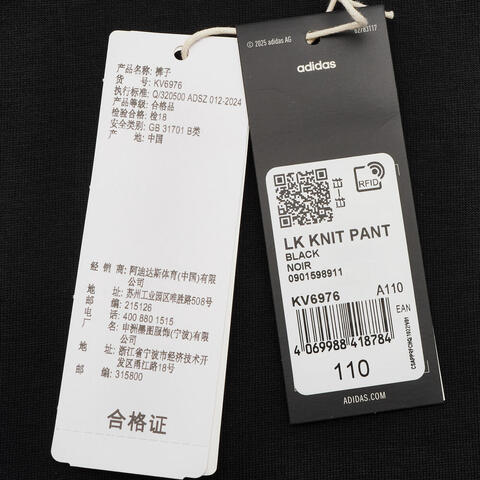 产品名称: 裤子
货 号: KV6976
执行标准: Q/320500 ADSZ 012-2024
产品等级: 合格品
检验合格: 检18
安全类别: GB 31701 B类
产 地: 中国
经 销 商: 阿迪达斯体育(中国)有限
公司
地 址: 苏州工业园区唯胜路508号
邮 编: 215126
电 话: 400 880 1515
厂 名: 申洲嘉图服饰(宁波)有限
公司
地 址: 浙江省宁波市经济技术开
发区甬江路18号
邮 编: 315800
合格证
© 2025 adidas AG
adidas
RFID
LK KNIT PANT
BLACK
NOIR
0901598911
KV6976 A110
EAN
4 069988 418784
110
ADIDAS.COM